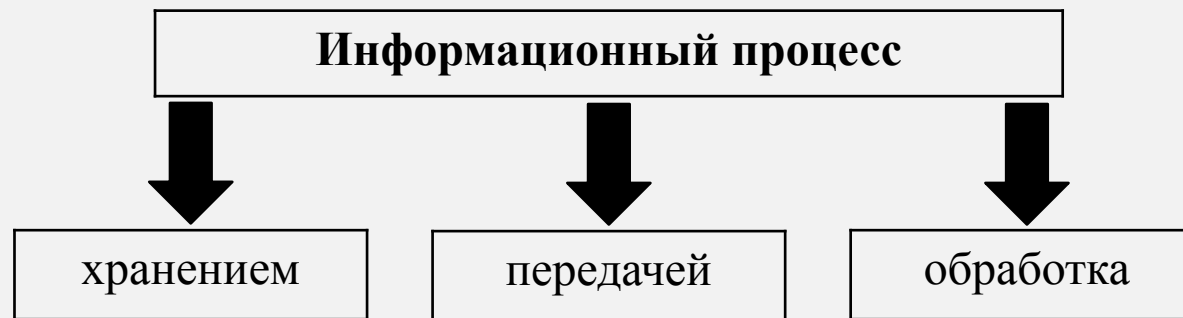 Информационный процесс
хранением
передачей
обработка